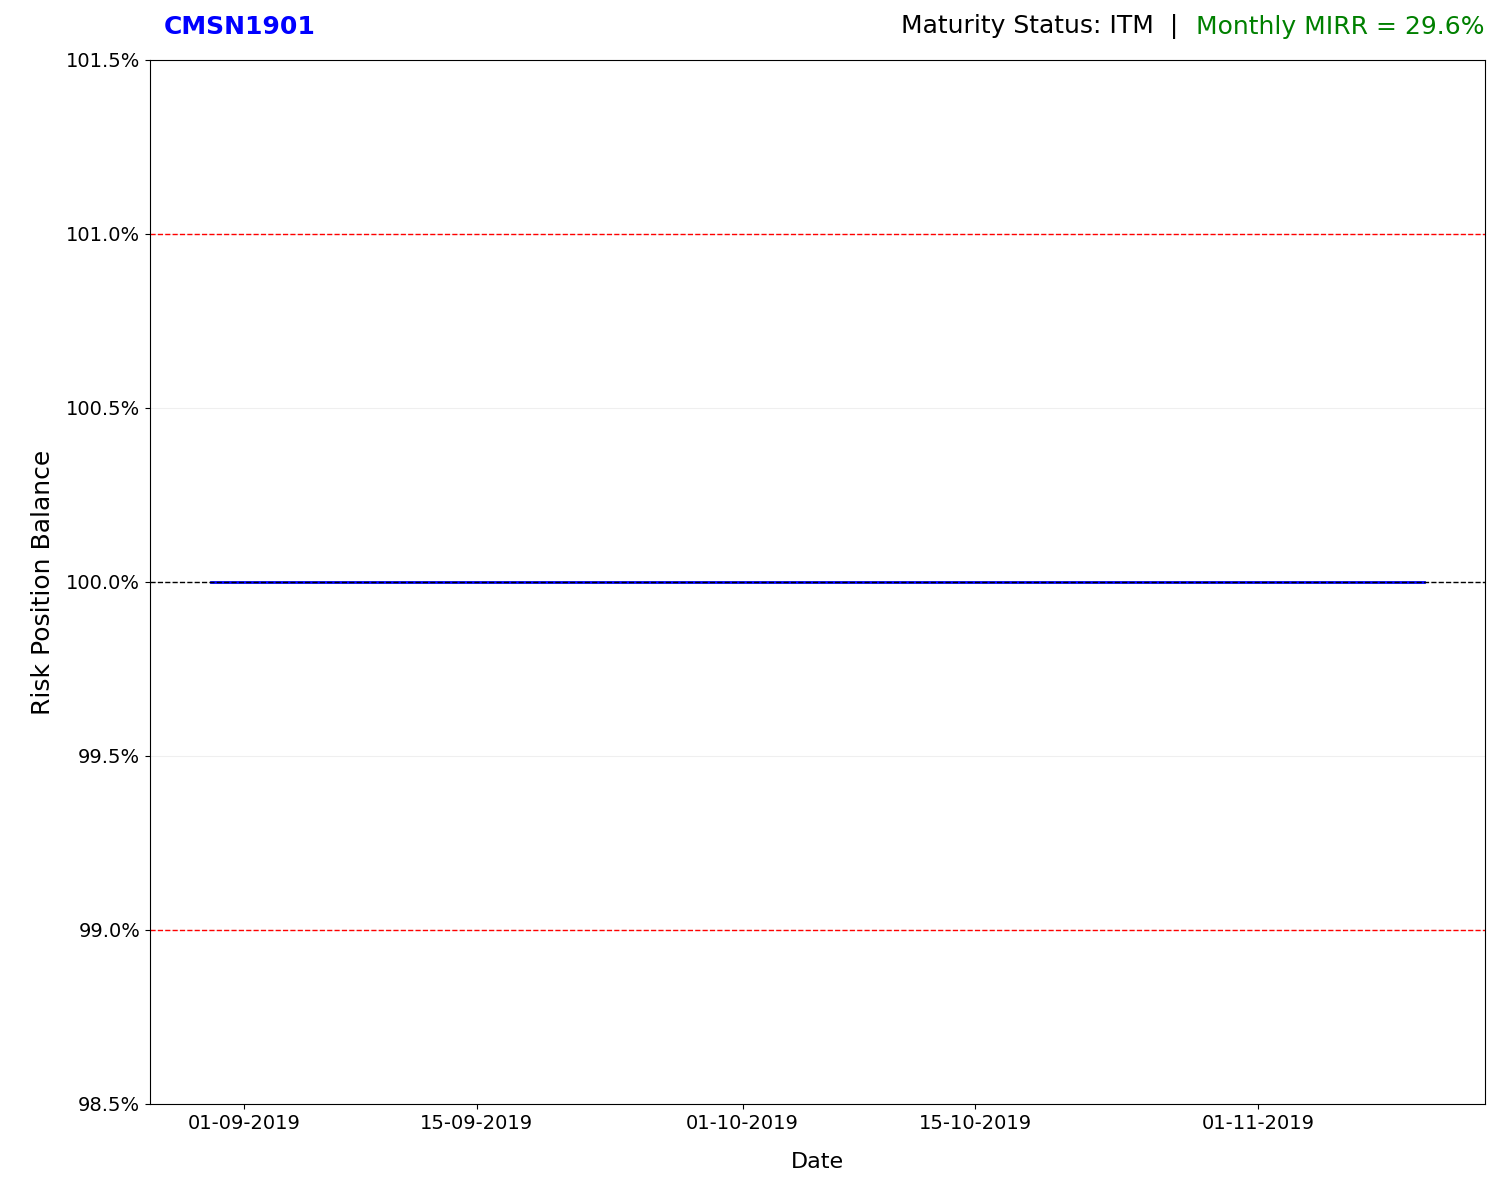 CMSN1901
Maturity Status: ITM | Monthly MIRR = 29.6%
101.5%
101.0%
100.5%
100.0%
99.5%
99.0%
98.5%
Risk Position Balance
01-09-2019 15-09-2019 01-10-2019 15-10-2019 01-11-2019
Date